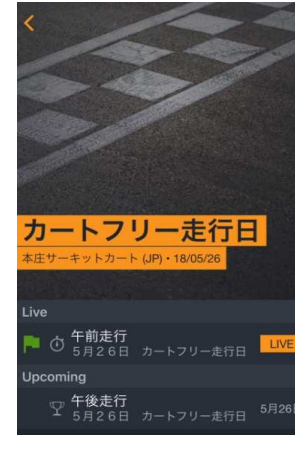 カートフリー走行日
本庄サーキットカート (JP)・18/05/26
Live
午前走行
5月26日 カートフリー走行日
LIVE
Upcoming
午後走行
5月26日 カートフリー走行日
5月26日